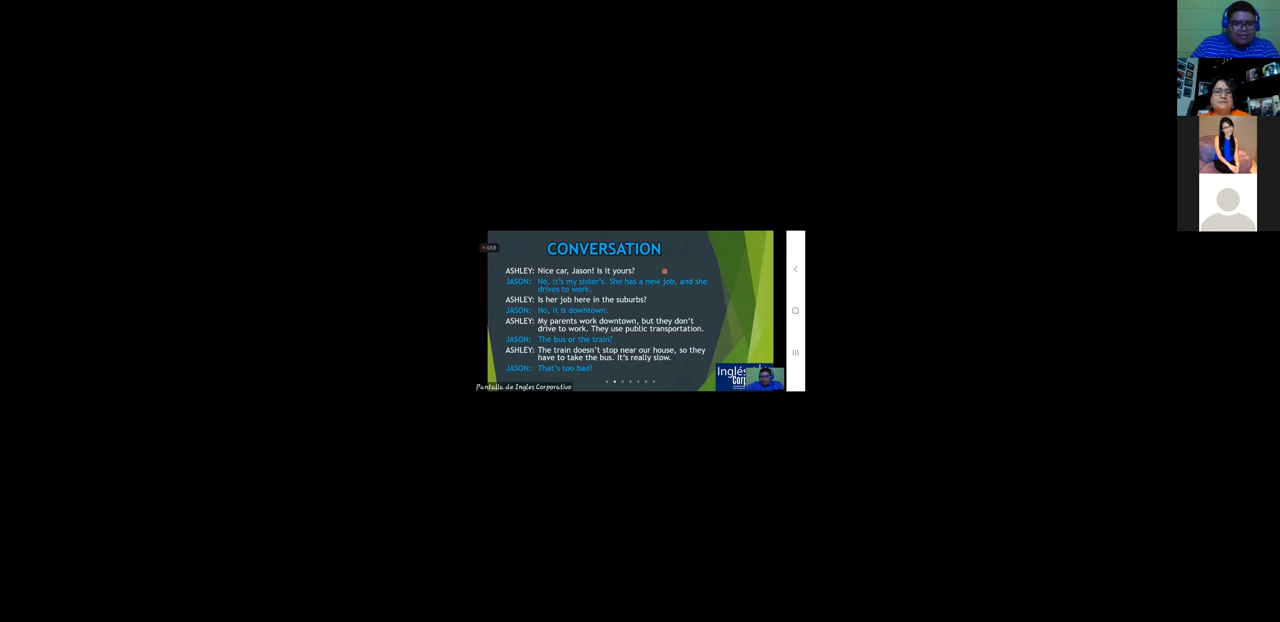 CONVERSATION
ASHLEY: Nice car, Jason! Is it yours?
JASON: No, it's my sister's. She has a new job, and she
drives to work.
ASHLEY: Is her job here in the suburbs?
JASON: No, it is downtown.
ASHLEY: My parents work downtown, but they don't
drive to work. They use public transportation.
JASON: The bus or the train?
ASHLEY: The train doesn't stop near our house, so they
have to take the bus. It's really slow.
JASON: That's too bad!
Inglés
Corp
Pantalla de Ingles Corporativo